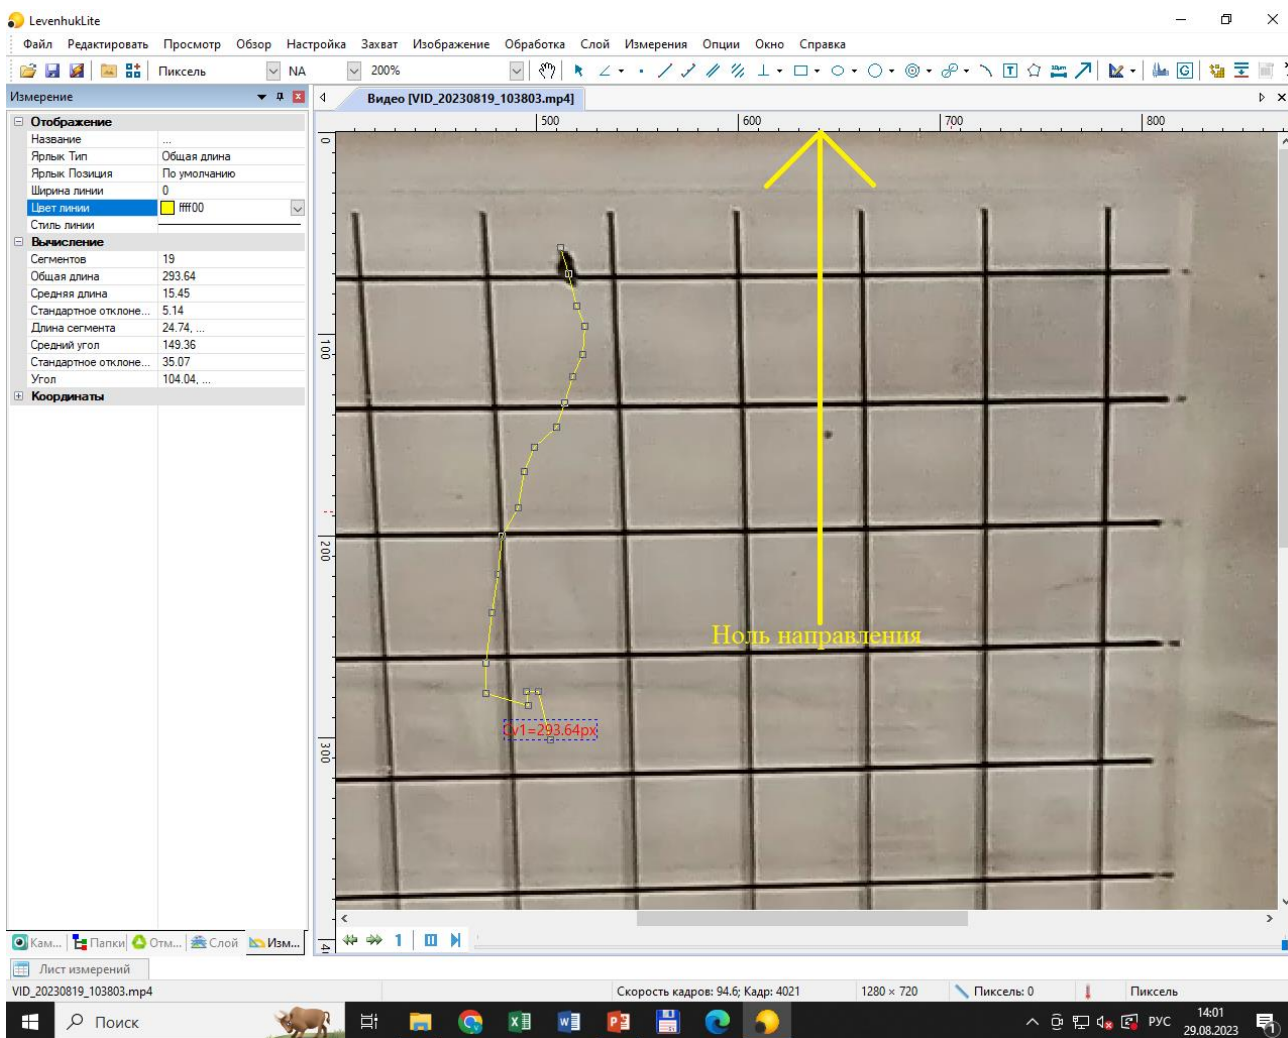 LevenhukLite
Файл Редактировать Просмотр Обзор Настройка Захват Изображение Обработка Слой Измерения Опции Окно Справка
Пиксель NA 200%
Измерение
Видео [VID_20230819_103803.mp4]
Отображение
Название ...
Ярлык Тип Общая длина
Ярлык Позиция По умолчанию
Ширина линии 0
Цвет линии ffff00
Стиль линии
Вычисление
Сегментов 19
Общая длина 293.64
Средняя длина 15.45
Стандартное отклоне... 5.14
Длина сегмента 24.74, ...
Средний угол 149.36
Стандартное отклоне... 35.07
Угол 104.04, ...
Координаты
500 600 700 800
0
100
200
300
Ноль направления
Cv1=293.64px
Кам... Папки Отм... Слой Изм...
1
Лист измерений
VID_20230819_103803.mp4 Скорость кадров: 94.6; Кадр: 4021 1280 × 720 Пиксель: 0 Пиксель
Поиск
РУС
14:01
29.08.2023
1